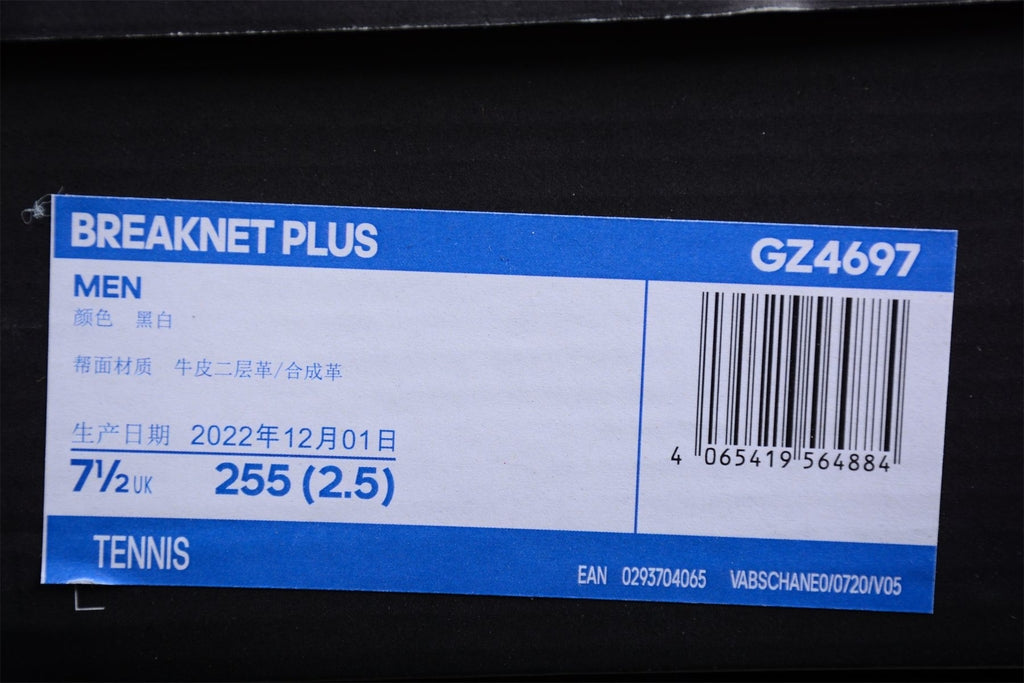 BREAKNET PLUS
GZ4697
MEN
颜色 黑白
帮面材质 牛皮二层革/合成革
生产日期 2022年12月01日
7½ UK 255 (2.5)
4 065419 564884
TENNIS
EAN 0293704065 VABSCHANE0/0720/V05